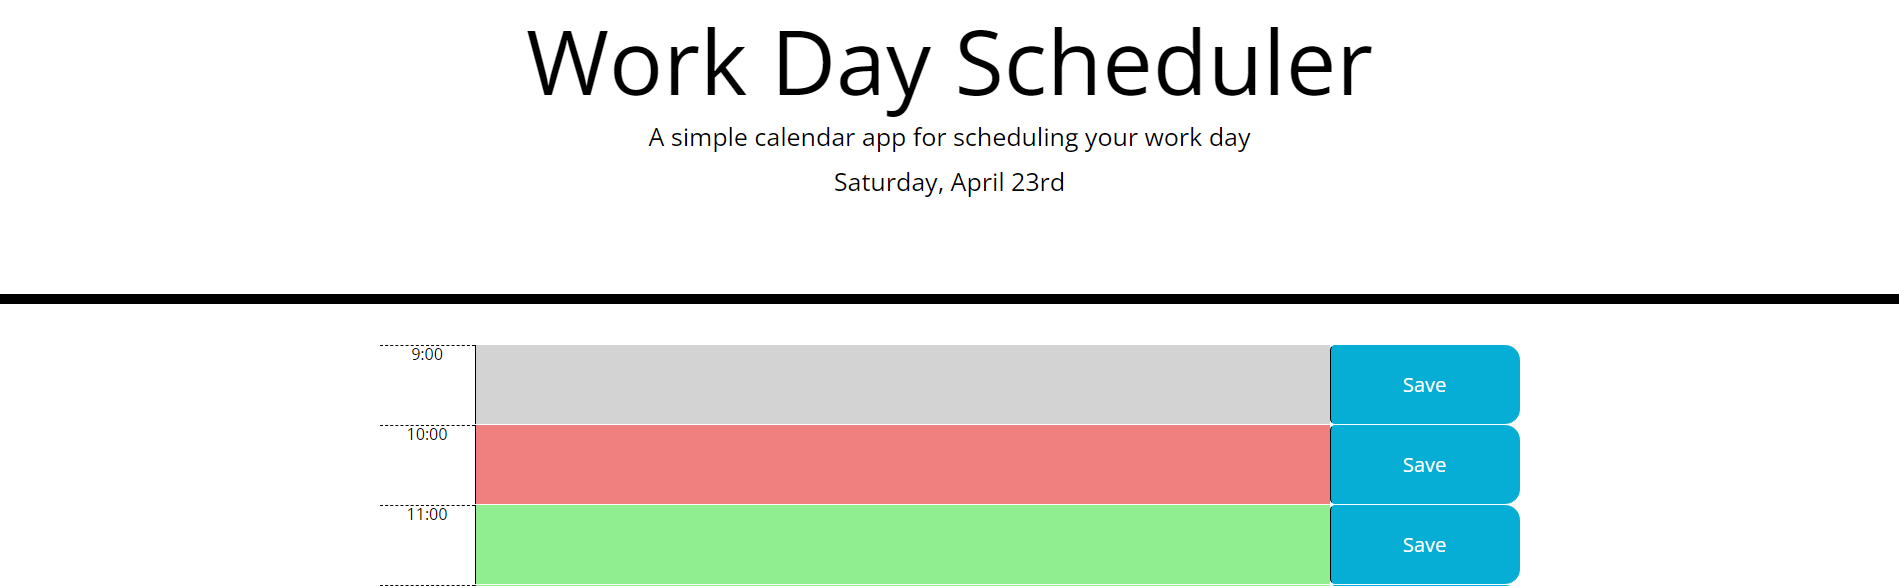 Work Day Scheduler
A simple calendar app for scheduling your work day
Saturday, April 23rd
9:00
Save
10:00
Save
11:00
Save